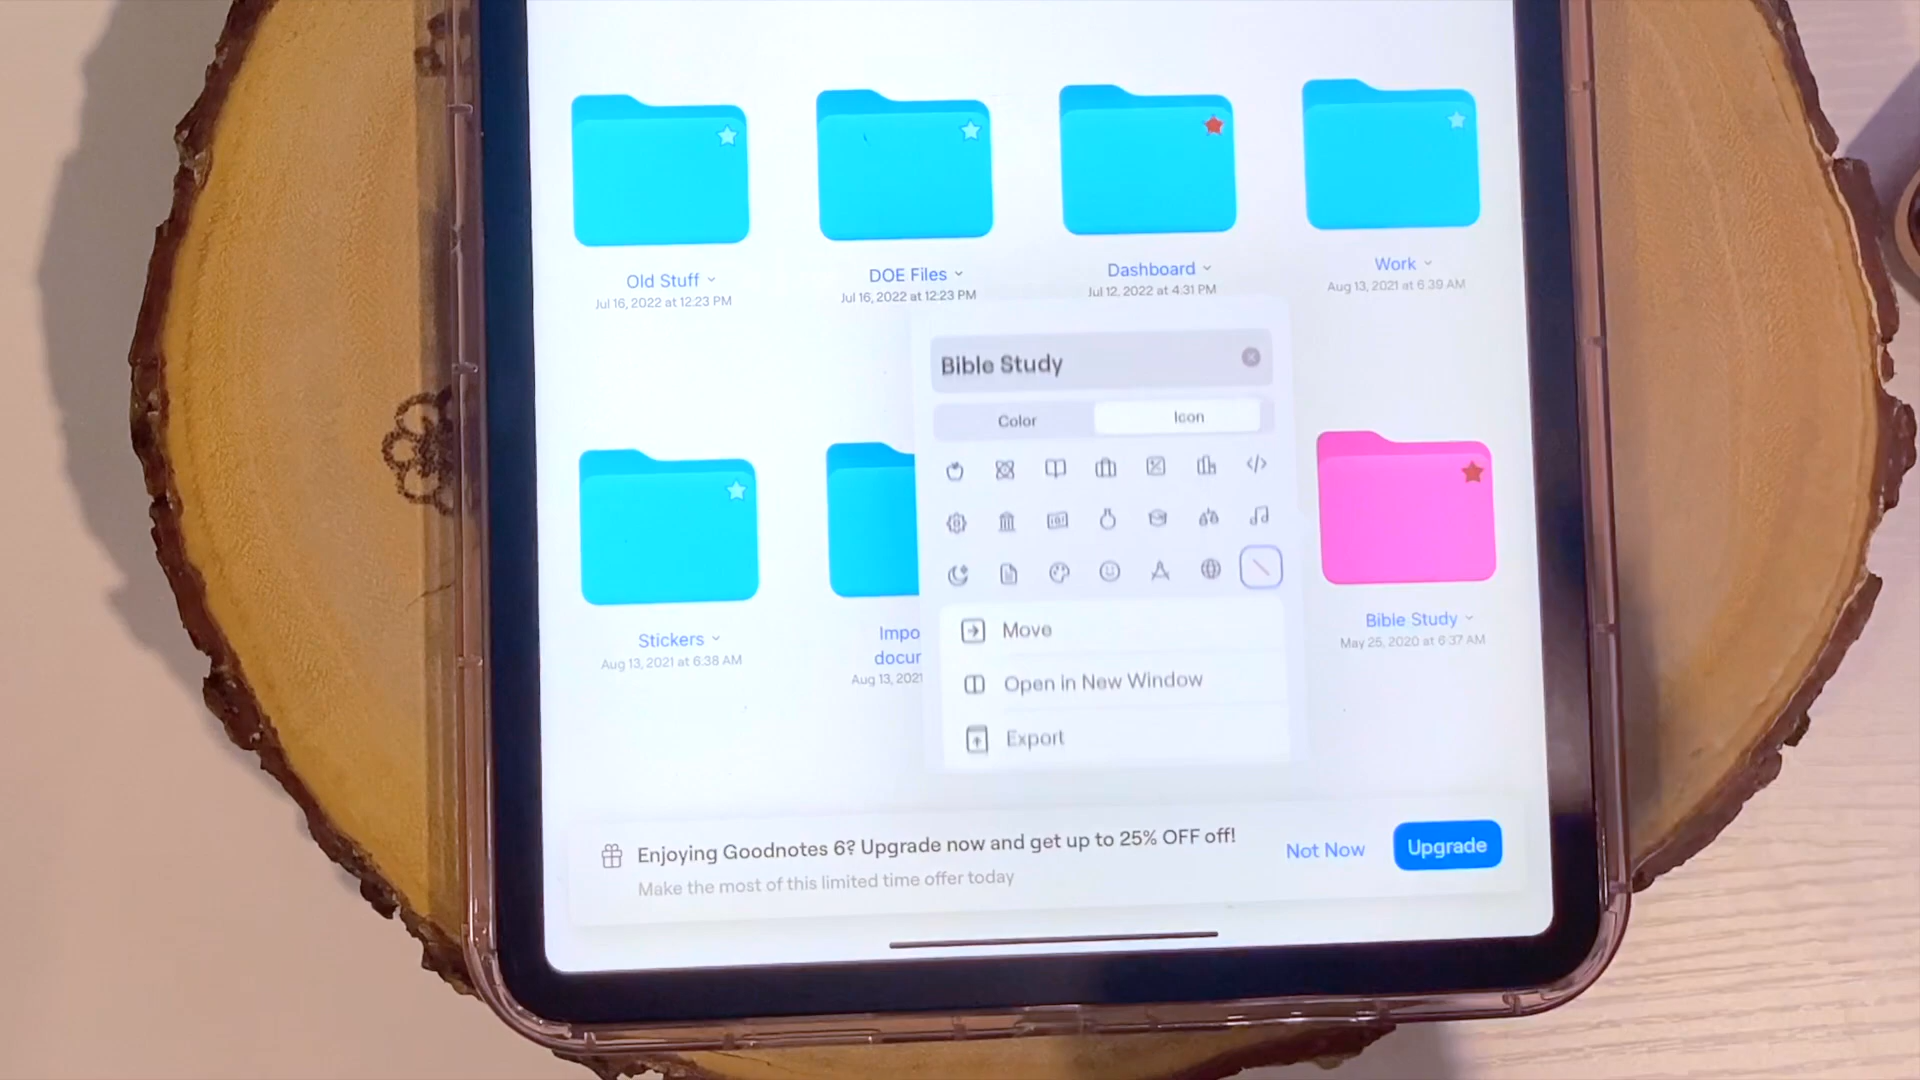 Old Stuff
Jul 16, 2022 at 12:23 PM
DOE Files
Jul 16, 2022 at 12:23 PM
Dashboard
Jul 12, 2022 at 4:31 PM
Work
Aug 13, 2021 at 6:39 AM
Bible Study
Color
Icon
Stickers
Aug 13, 2021 at 6:38 AM
Impo
docur
Aug 13, 2021
Bible Study
May 25, 2020 at 6:37 AM
Move
Open in New Window
Export
Enjoying Goodnotes 6? Upgrade now and get up to 25% OFF off!
Make the most of this limited time offer today
Not Now
Upgrade